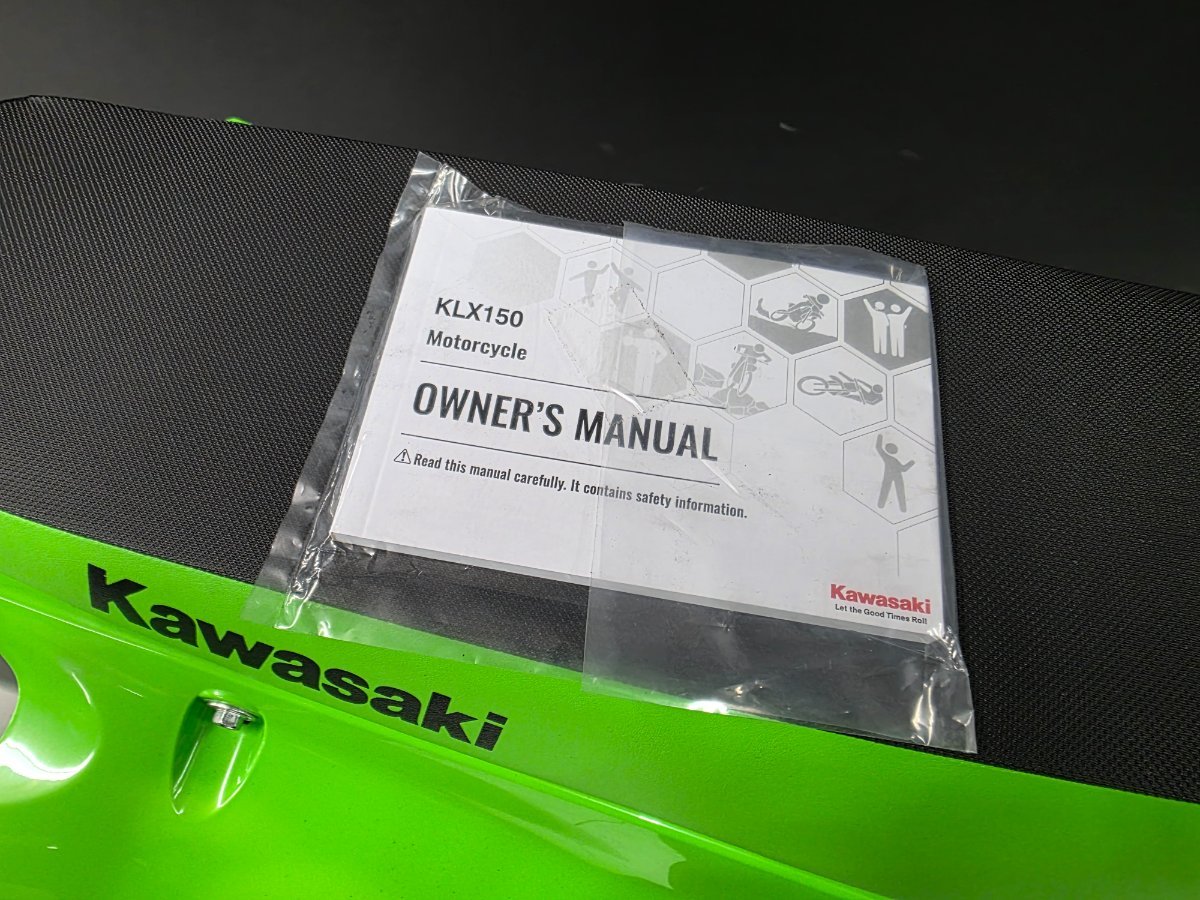 KLX150
Motorcycle
OWNER'S MANUAL
Read this manual carefully. It contains safety information.
Kawasaki
Let the Good Times Roll
Kawasaki